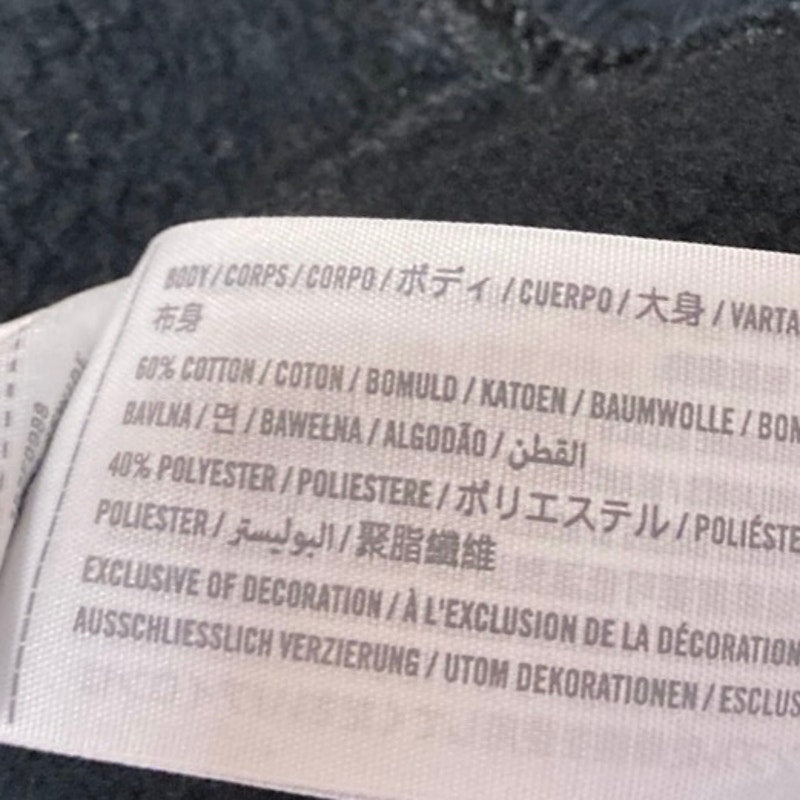 BODY / CORPS / CORPO / ボディ / CUERPO / 大身 / VARTA
布身
60% COTTON / COTON / BOMULD / KATOEN / BAUMWOLLE / BOM
BAVLNA / 면 / BAWEŁNA / ALGODÃO / القطن
40% POLYESTER / POLIESTERE / ポリエステル / POLIÉSTE
POLIESTER / البوليستر / 聚脂纖維
EXCLUSIVE OF DECORATION / À L'EXCLUSION DE LA DÉCORATION
AUSSCHLIESSLICH VERZIERUNG / UTOM DEKORATIONEN / ESCLUS